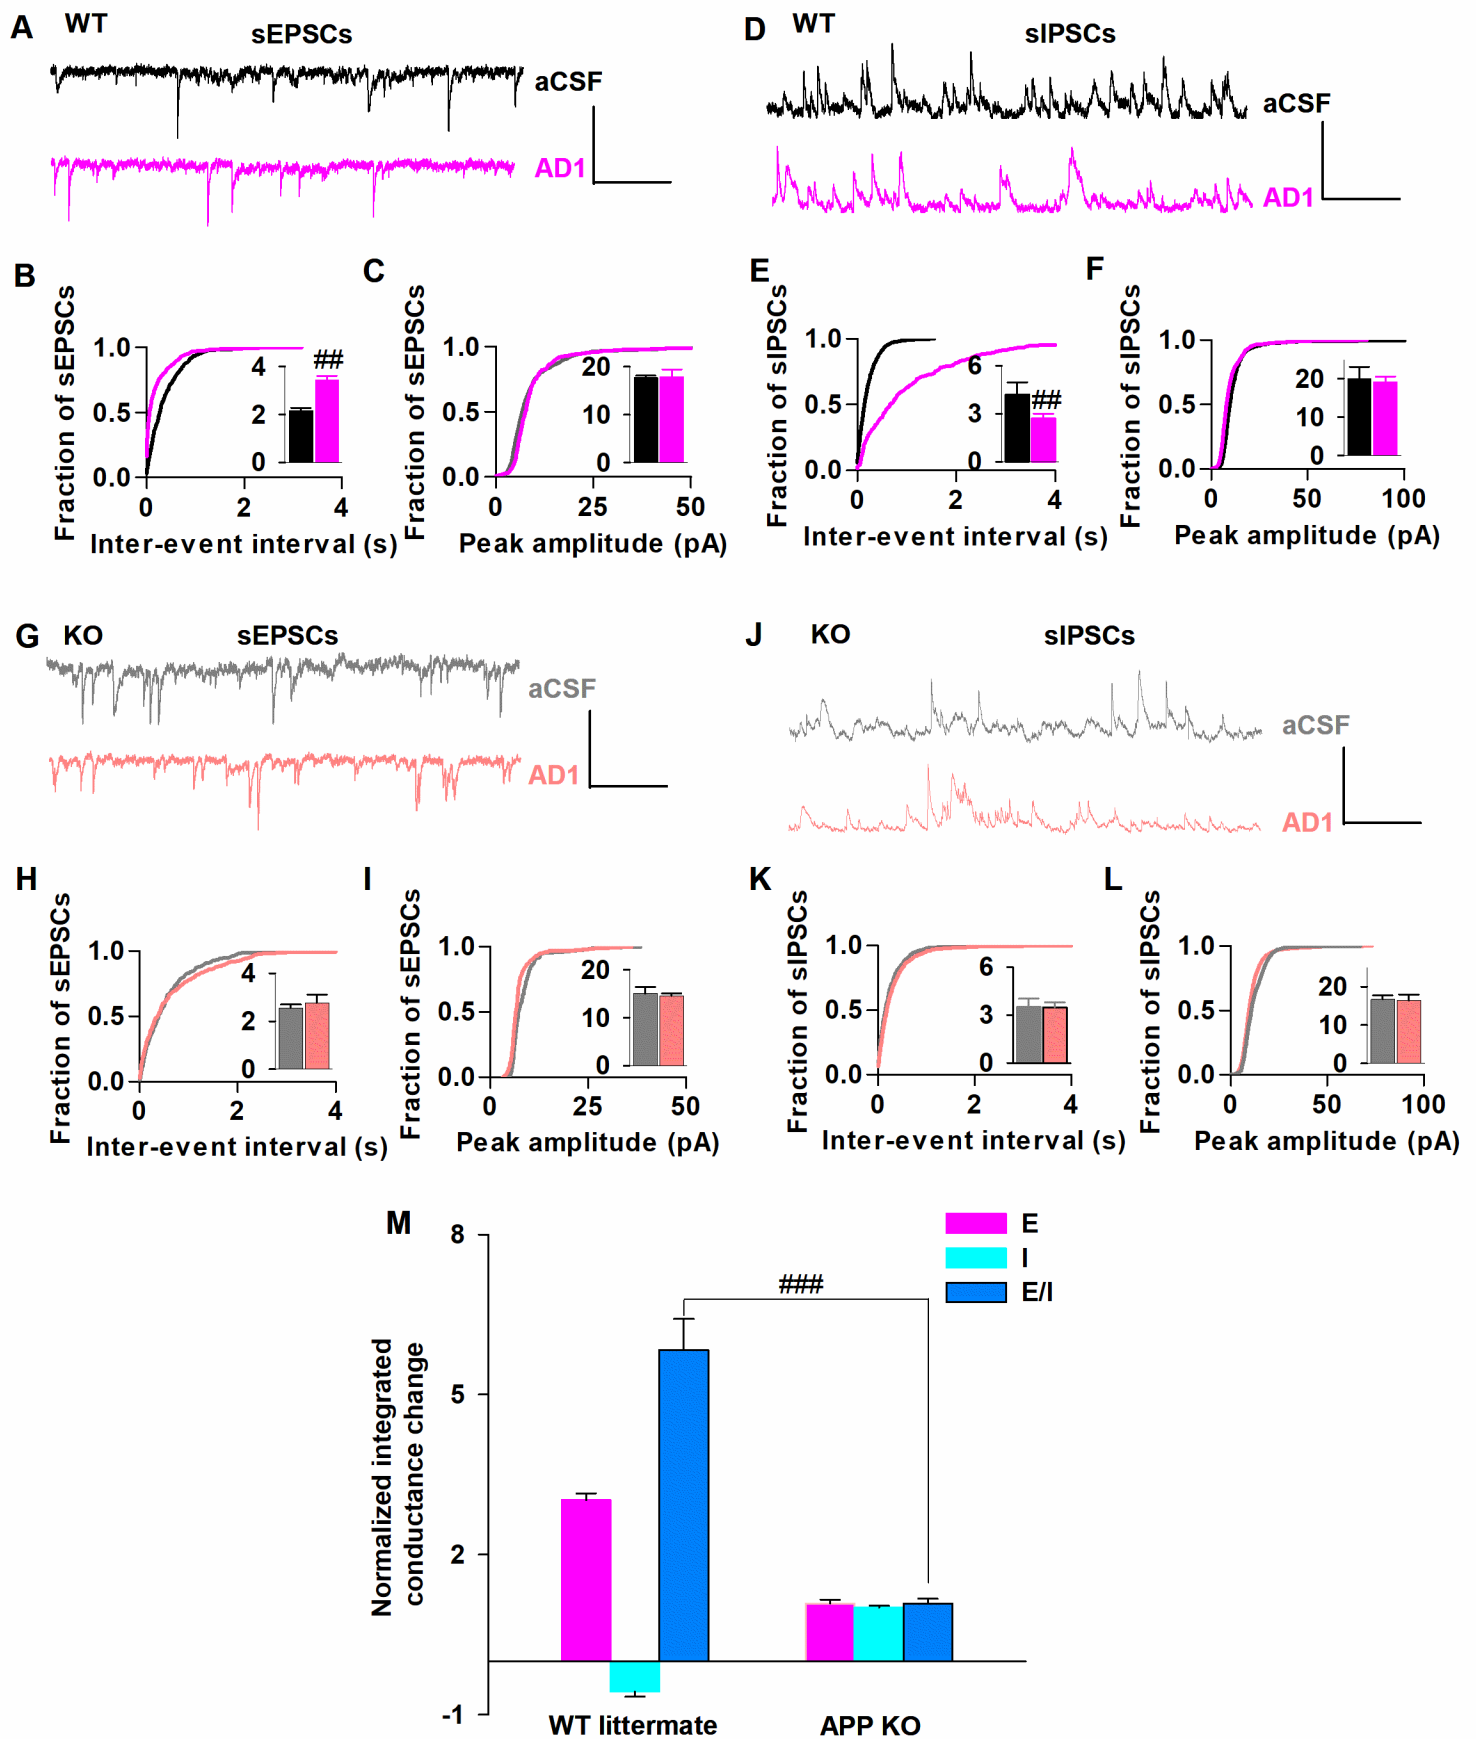 A WT sEPSCs
aCSF
AD1
D WT sIPSCs
aCSF
AD1
B
Fraction of sEPSCs
1.0
0.5
0.0
0 2 4
Inter-event interval (s)
4
2
0
##
C
Fraction of sEPSCs
1.0
0.5
0.0
0 25 50
Peak amplitude (pA)
20
10
0
E
Fraction of sIPSCs
1.0
0.5
0.0
0 2 4
Inter-event interval (s)
6
3
0
##
F
Fraction of sIPSCs
1.0
0.5
0.0
0 50 100
Peak amplitude (pA)
20
10
0
G KO sEPSCs
aCSF
AD1
J KO sIPSCs
aCSF
AD1
H
Fraction of sEPSCs
1.0
0.5
0.0
0 2 4
Inter-event interval (s)
4
2
0
I
Fraction of sEPSCs
1.0
0.5
0.0
0 25 50
Peak amplitude (pA)
20
10
0
K
Fraction of sIPSCs
1.0
0.5
0.0
0 2 4
Inter-event interval (s)
6
3
0
L
Fraction of sIPSCs
1.0
0.5
0.0
0 50 100
Peak amplitude (pA)
20
10
0
M
Normalized integrated
conductance change
8
5
2
-1
###
E
I
E/I
WT littermate APP KO